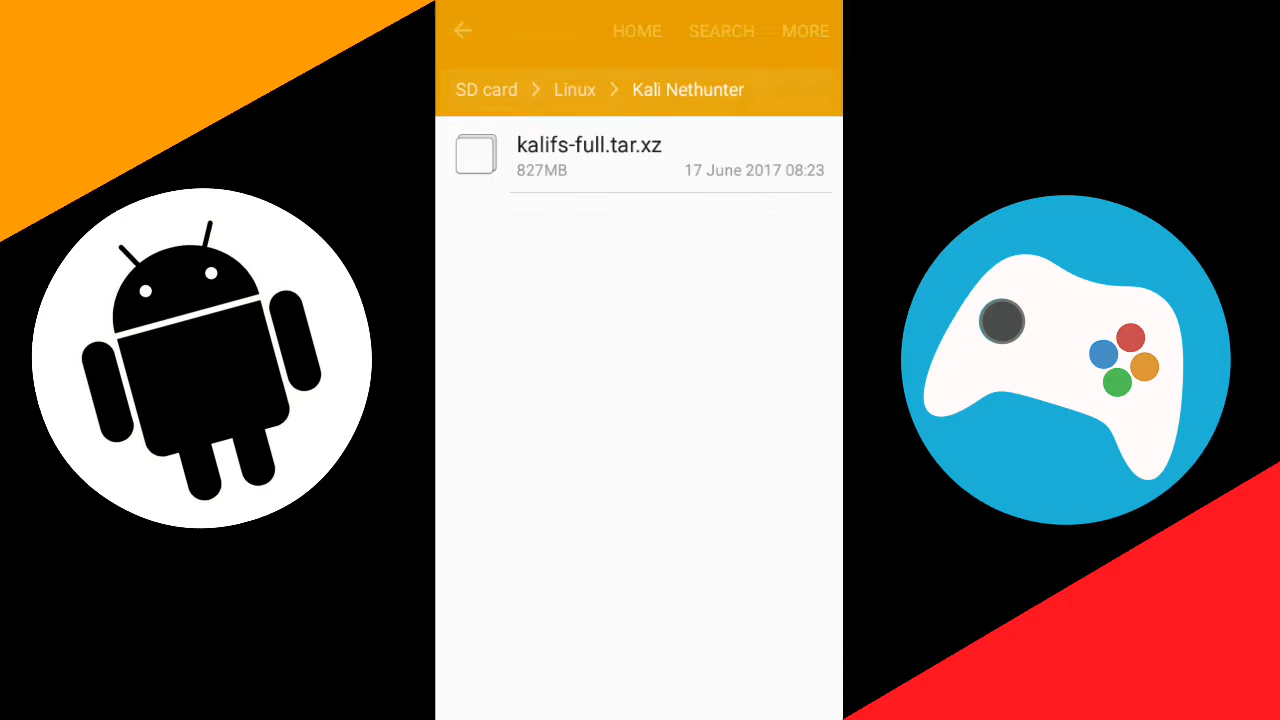 HOME SEARCH MORE
SD card > Linux > Kali Nethunter
kalifs-full.tar.xz
827MB 17 June 2017 08:23